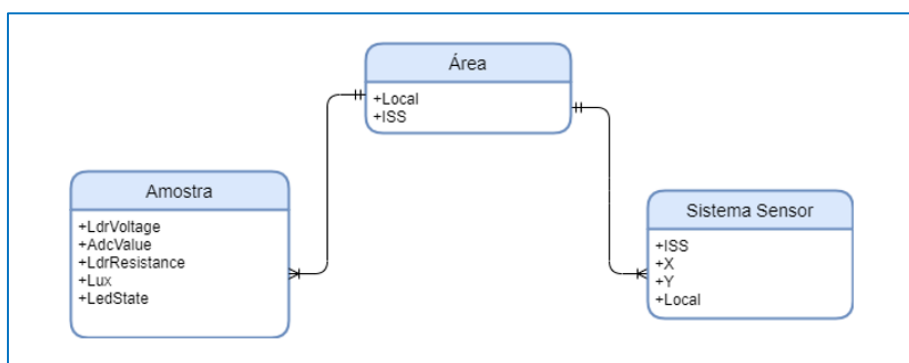 Área
+Local
+ISS
Amostra
+LdrVoltage
+AdcValue
+LdrResistance
+Lux
+LedState
Sistema Sensor
+ISS
+X
+Y
+Local